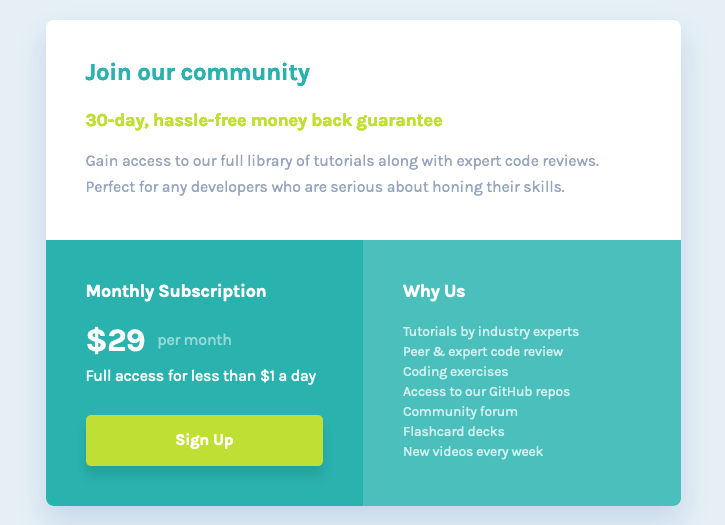 Join our community
30-day, hassle-free money back guarantee
Gain access to our full library of tutorials along with expert code reviews.
Perfect for any developers who are serious about honing their skills.
Monthly Subscription
$29 per month
Full access for less than $1 a day
Sign Up
Why Us
Tutorials by industry experts
Peer & expert code review
Coding exercises
Access to our GitHub repos
Community forum
Flashcard decks
New videos every week